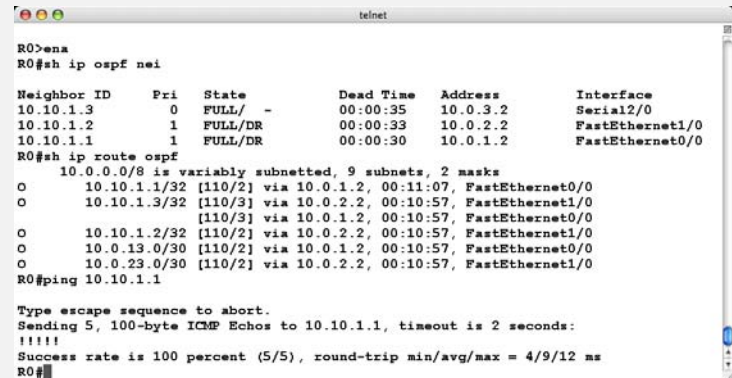 telnet
R0>ena
R0#sh ip ospf nei
Neighbor ID     Pri   State           Dead Time   Address         Interface
10.10.1.3         0   FULL/  -        00:00:35    10.0.3.2        Serial2/0
10.10.1.2         1   FULL/DR         00:00:33    10.0.2.2        FastEthernet1/0
10.10.1.1         1   FULL/DR         00:00:30    10.0.1.2        FastEthernet0/0
R0#sh ip route ospf
     10.0.0.0/8 is variably subnetted, 9 subnets, 2 masks
O       10.10.1.1/32 [110/2] via 10.0.1.2, 00:11:07, FastEthernet0/0
O       10.10.1.3/32 [110/3] via 10.0.2.2, 00:10:57, FastEthernet1/0
                     [110/3] via 10.0.1.2, 00:10:57, FastEthernet0/0
O       10.10.1.2/32 [110/2] via 10.0.2.2, 00:10:57, FastEthernet1/0
O       10.0.13.0/30 [110/2] via 10.0.1.2, 00:10:57, FastEthernet0/0
O       10.0.23.0/30 [110/2] via 10.0.2.2, 00:10:57, FastEthernet1/0
R0#ping 10.10.1.1
Type escape sequence to abort.
Sending 5, 100-byte ICMP Echos to 10.10.1.1, timeout is 2 seconds:
!!!!!
Success rate is 100 percent (5/5), round-trip min/avg/max = 4/9/12 ms
R0#